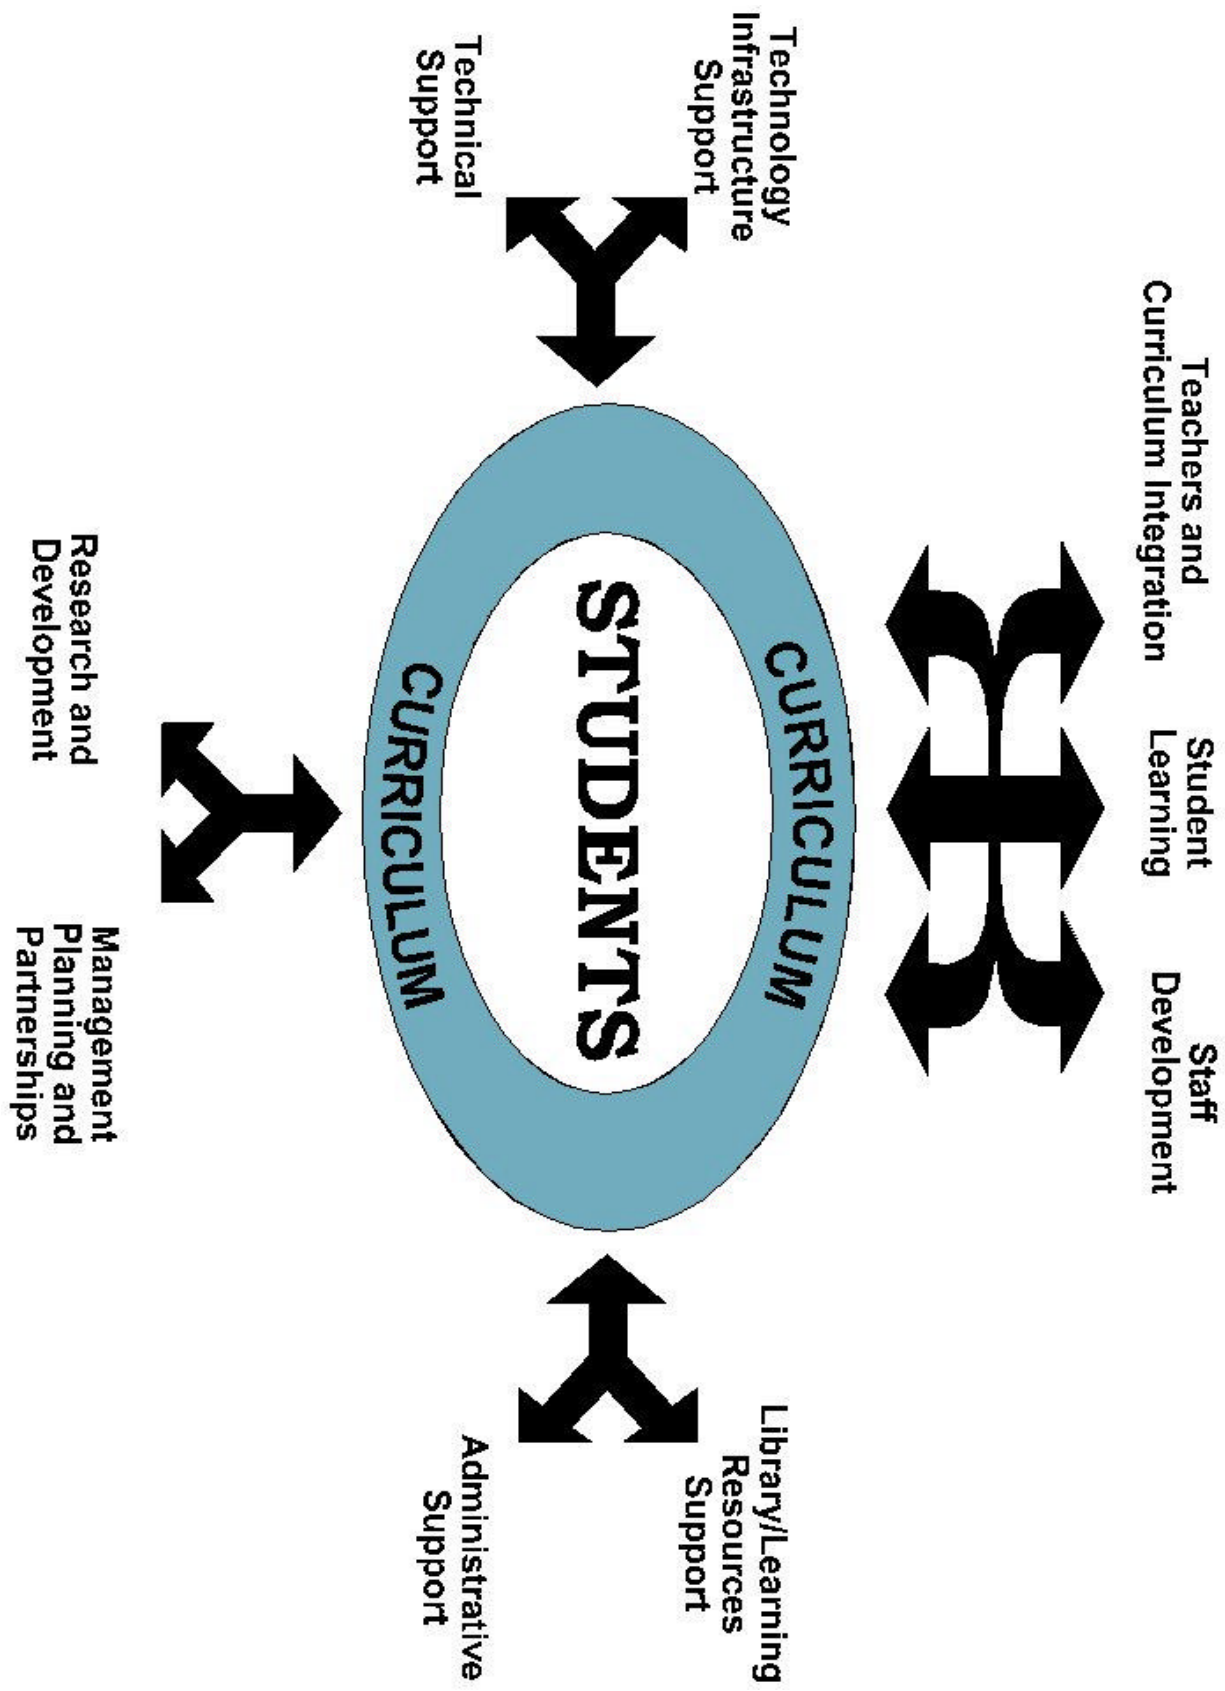 Teachers and
Curriculum Integration
Student
Learning
Staff
Development
Technology
Infrastructure
Support
Technical
Support
CURRICULUM
STUDENTS
CURRICULUM
Library/Learning
Resources
Support
Administrative
Support
Research and
Development
Management
Planning and
Partnerships